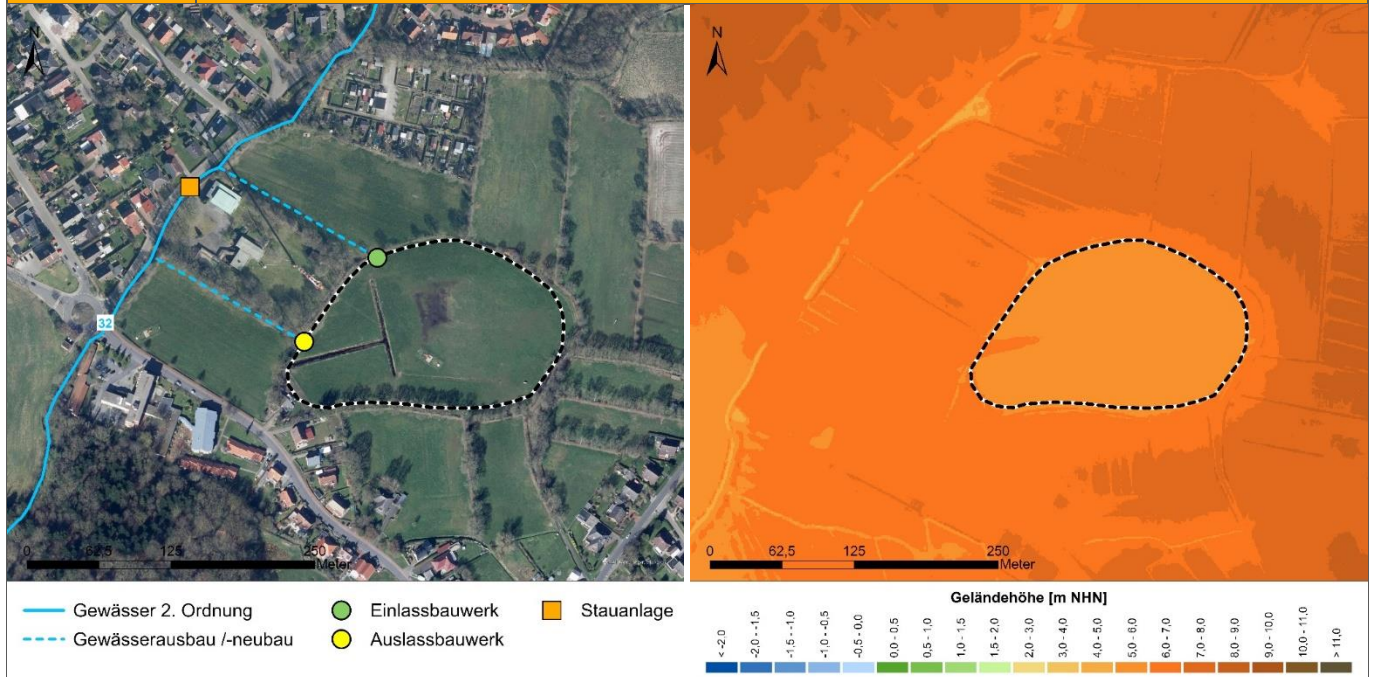 N
32
0 62,5 125 250
Meter
N
0 62,5 125 250
Meter
Gewässer 2. Ordnung
Gewässerausbau /-neubau
Einlassbauwerk
Auslassbauwerk
Stauanlage
Geländehöhe [m NHN]
< -2.0
-2,0 - -1,5
-1,5 - -1,0
-1,0 - -0,5
-0,5 - 0,0
0,0 - 0,5
0,5 - 1,0
1,0 - 1,5
1,5 - 2,0
2,0 - 3,0
3,0 - 4,0
4,0 - 5,0
5,0 - 6,0
6,0 - 7,0
7,0 - 8,0
8,0 - 9,0
9,0 - 10,0
10,0 - 11,0
> 11,0